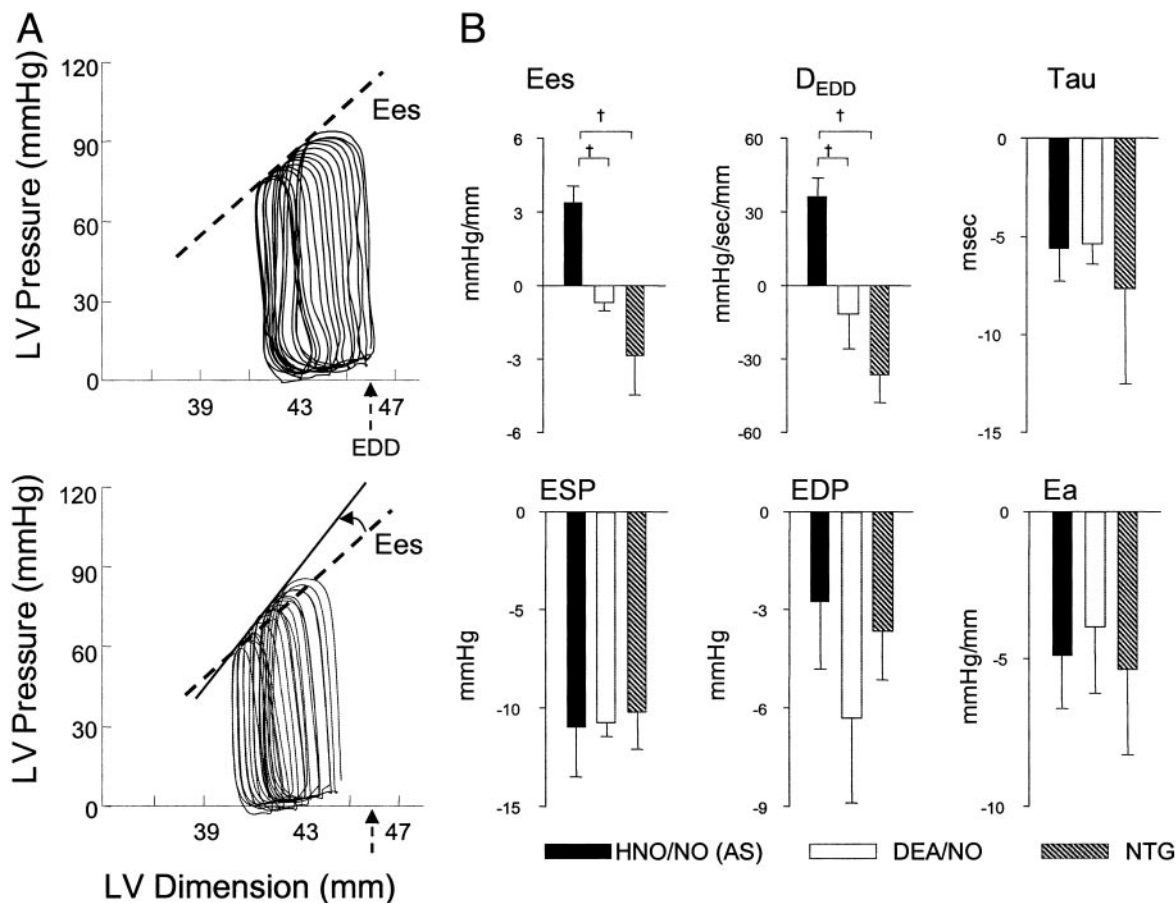 A
LV Pressure (mmHg)
120
90
60
30
0
Ees
39 43 47
EDD
LV Pressure (mmHg)
120
90
60
30
0
Ees
39 43 47
LV Dimension (mm)
B
Ees
†
†
mmHg/mm
6
3
0
-3
-6
DEDD
†
†
mmHg/sec/mm
60
30
0
-30
-60
Tau
msec
0
-5
-10
-15
ESP
mmHg
0
-5
-10
-15
EDP
mmHg
0
-3
-6
-9
Ea
mmHg/mm
0
-5
-10
HNO/NO (AS) DEA/NO NTG